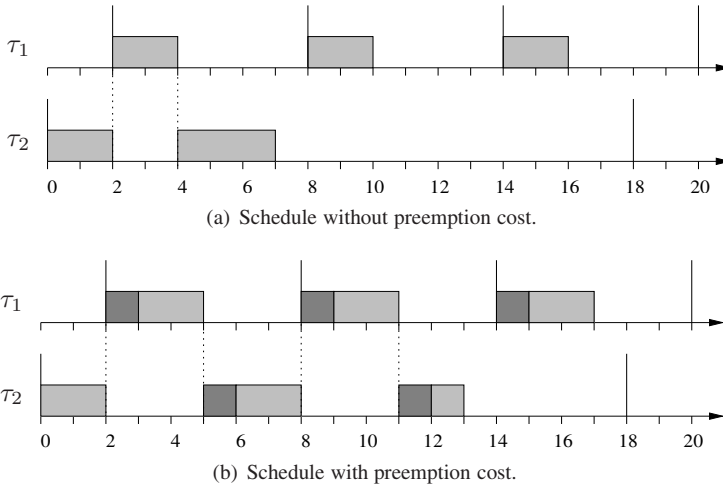 τ1
τ2
0 2 4 6 8 10 12 14 16 18 20
(a) Schedule without preemption cost.
τ1
τ2
0 2 4 6 8 10 12 14 16 18 20
(b) Schedule with preemption cost.